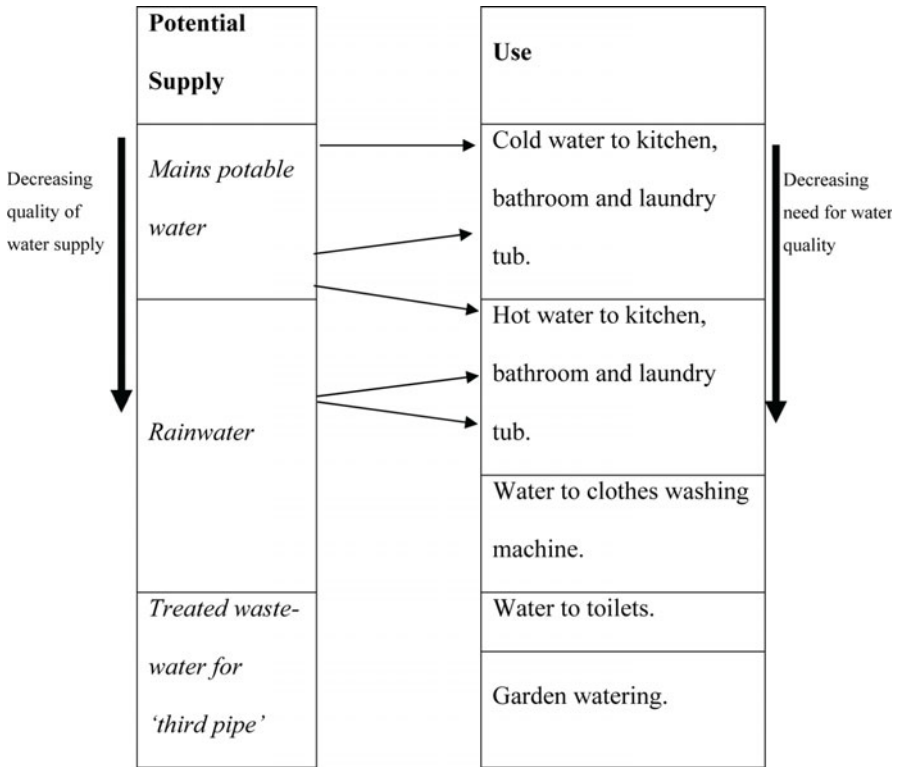 Potential
Supply
Use
Decreasing
quality of
water supply
Mains potable
water
Cold water to kitchen,
bathroom and laundry
tub.
Decreasing
need for water
quality
Rainwater
Hot water to kitchen,
bathroom and laundry
tub.
Water to clothes washing
machine.
Treated waste-
water for
‘third pipe’
Water to toilets.
Garden watering.